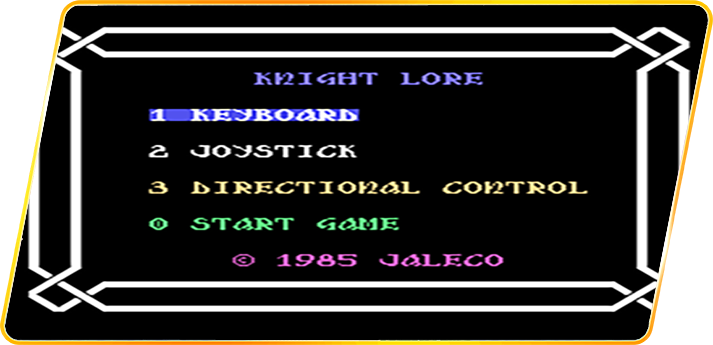 KNIGHT LORE
1 KEYBOARD
2 JOYSTICK
3 DIRECTIONAL CONTROL
0 START GAME
© 1985 JALECO